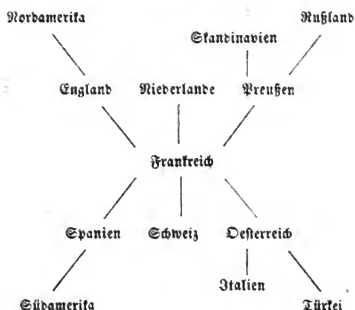 Nordamerika Rußland
Skandinavien
England Niederlande Preußen
Frankreich
Spanien Schweiz Oesterreich
Italien
Südamerika Türkei